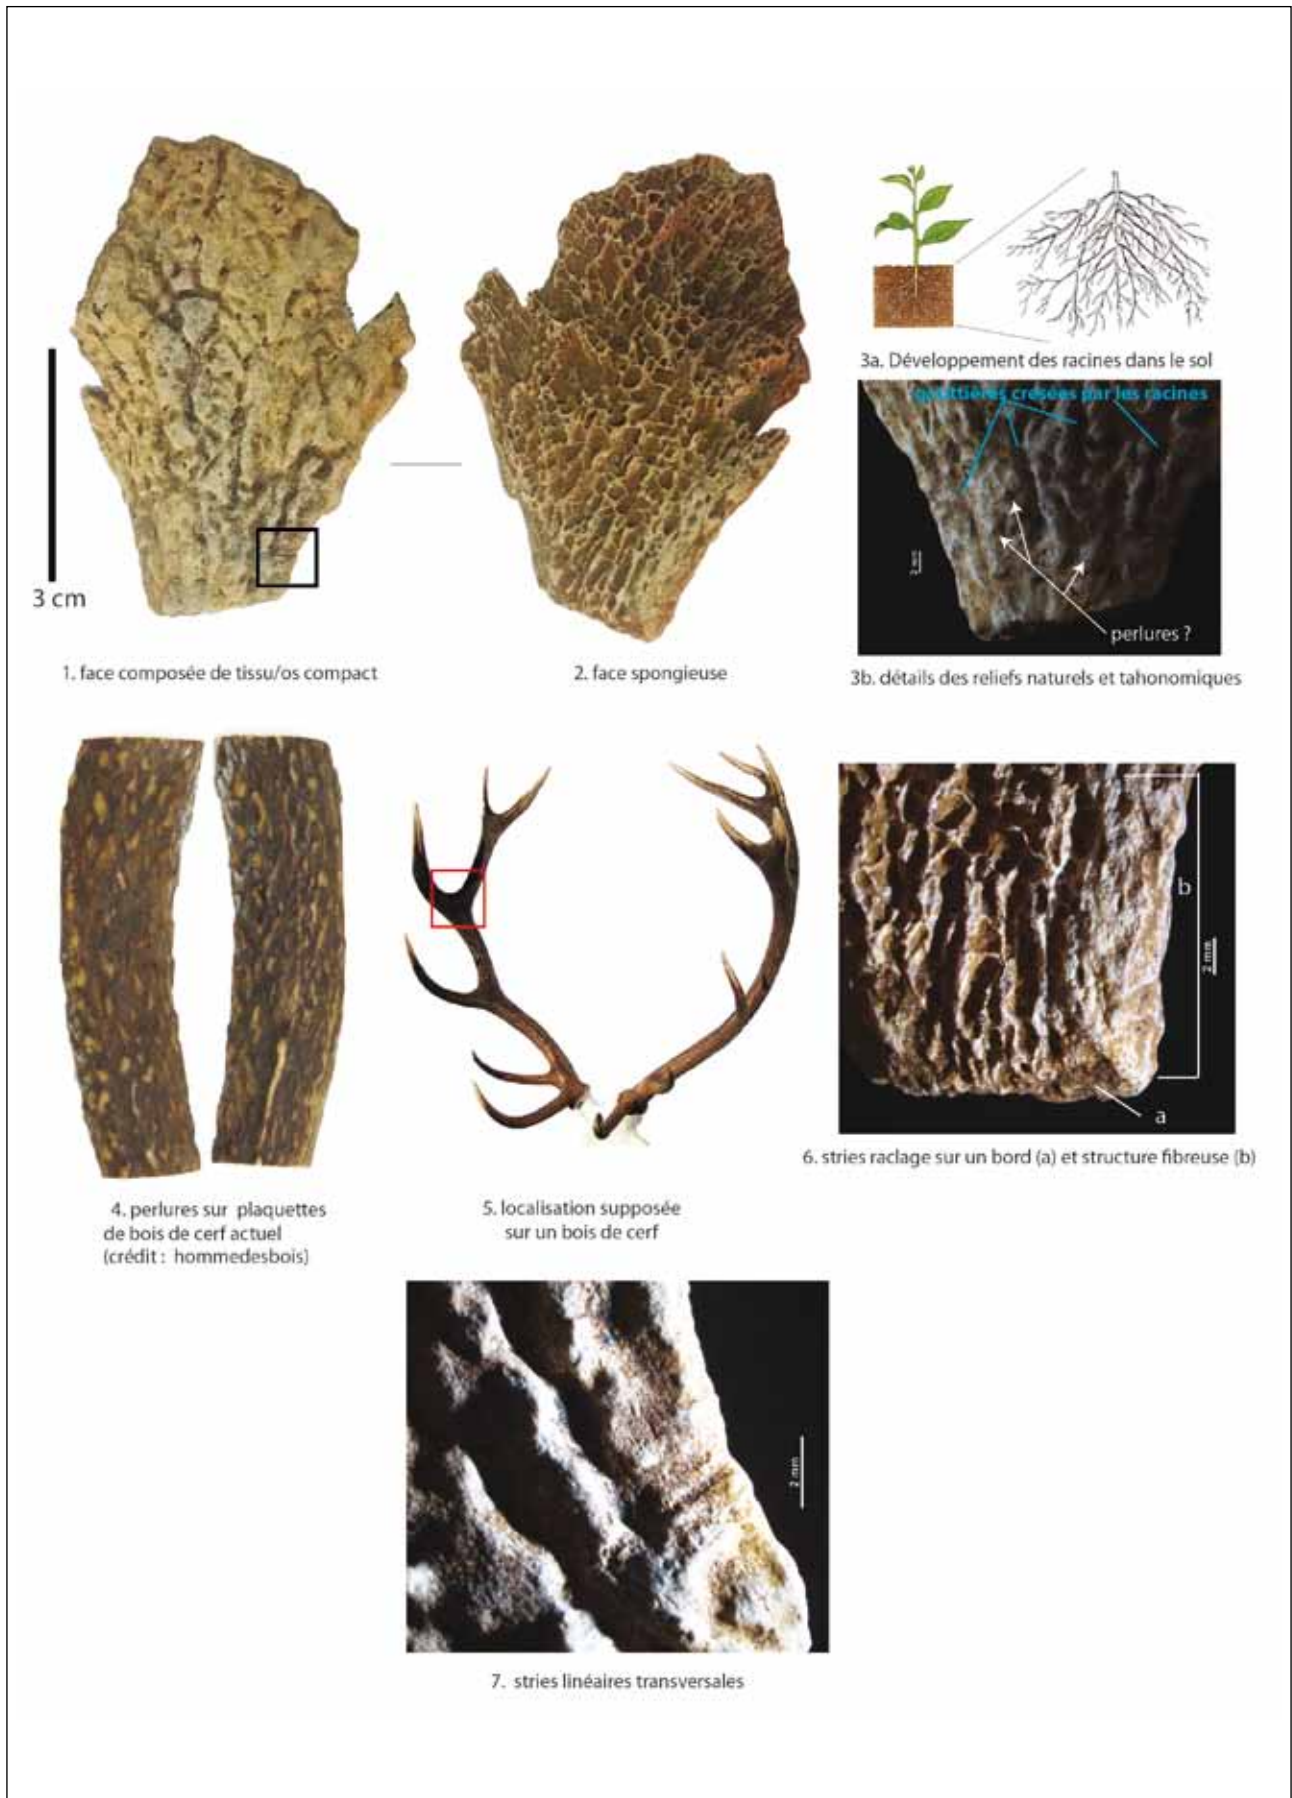 3 cm
1. face composée de tissu/os compact
2. face spongieuse
3a. Développement des racines dans le sol
gouttières cresées par les racines
2 mm
perlures ?
3b. détails des reliefs naturels et tahonomiques
4. perlures sur plaquettes
de bois de cerf actuel
(crédit : hommedesbois)
5. localisation supposée
sur un bois de cerf
b
2 mm
a
6. stries raclage sur un bord (a) et structure fibreuse (b)
2 mm
7. stries linéaires transversales